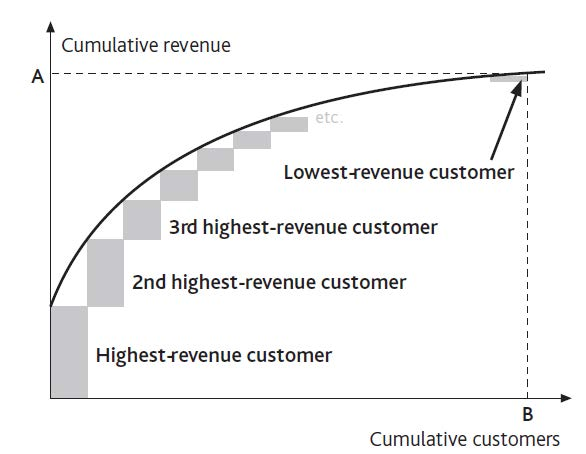 Cumulative revenue
A
etc.
Lowest-revenue customer
3rd highest-revenue customer
2nd highest-revenue customer
Highest-revenue customer
B
Cumulative customers